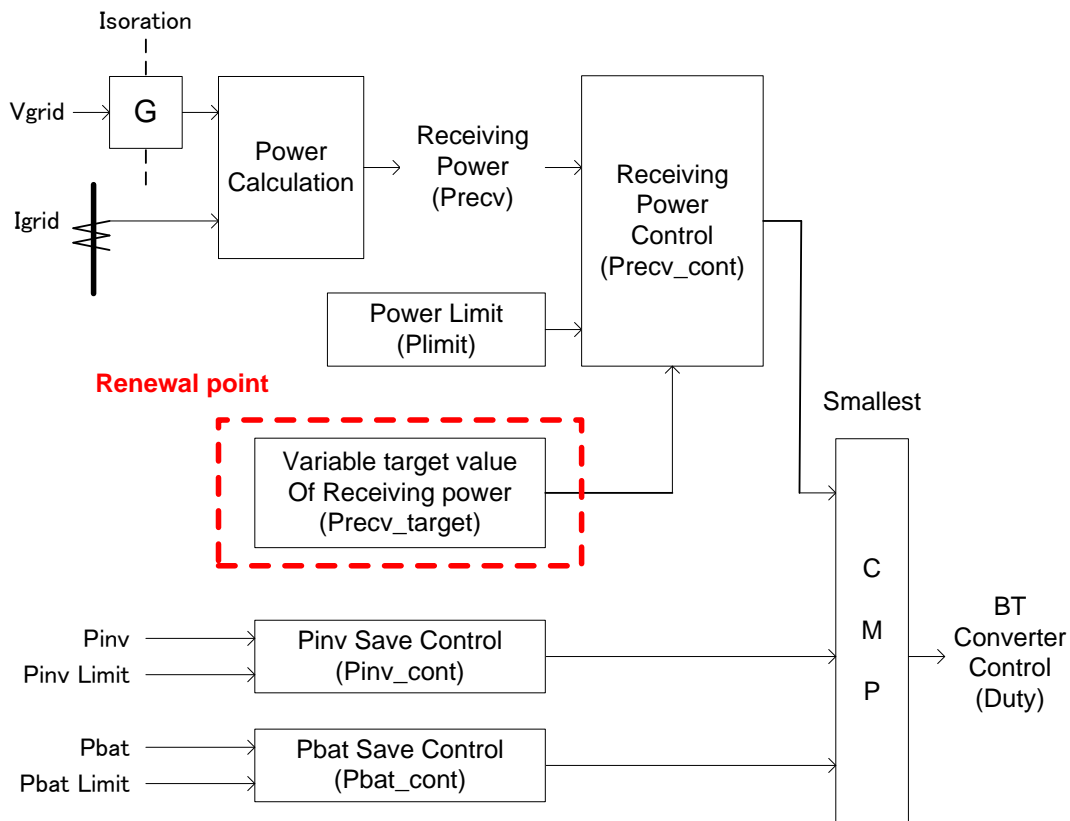 Isoration
Vgrid
G
Igrid
Power
Calculation
Receiving
Power
(Precv)
Receiving
Power
Control
(Precv_cont)
Power Limit
(Plimit)
Renewal point
Variable target value
Of Receiving power
(Precv_target)
Smallest
C
M
P
BT
Converter
Control
(Duty)
Pinv
Pinv Limit
Pinv Save Control
(Pinv_cont)
Pbat
Pbat Limit
Pbat Save Control
(Pbat_cont)